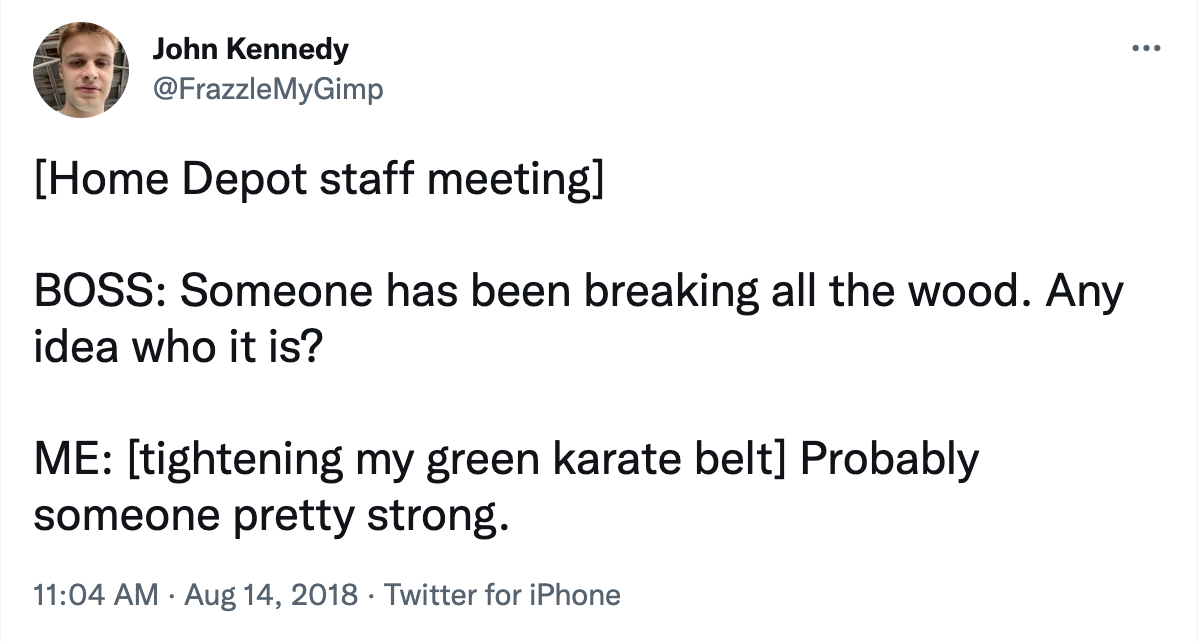 John Kennedy
@FrazzleMyGimp
[Home Depot staff meeting]
BOSS: Someone has been breaking all the wood. Any
idea who it is?
ME: [tightening my green karate belt] Probably
someone pretty strong.
11:04 AM · Aug 14, 2018 · Twitter for iPhone